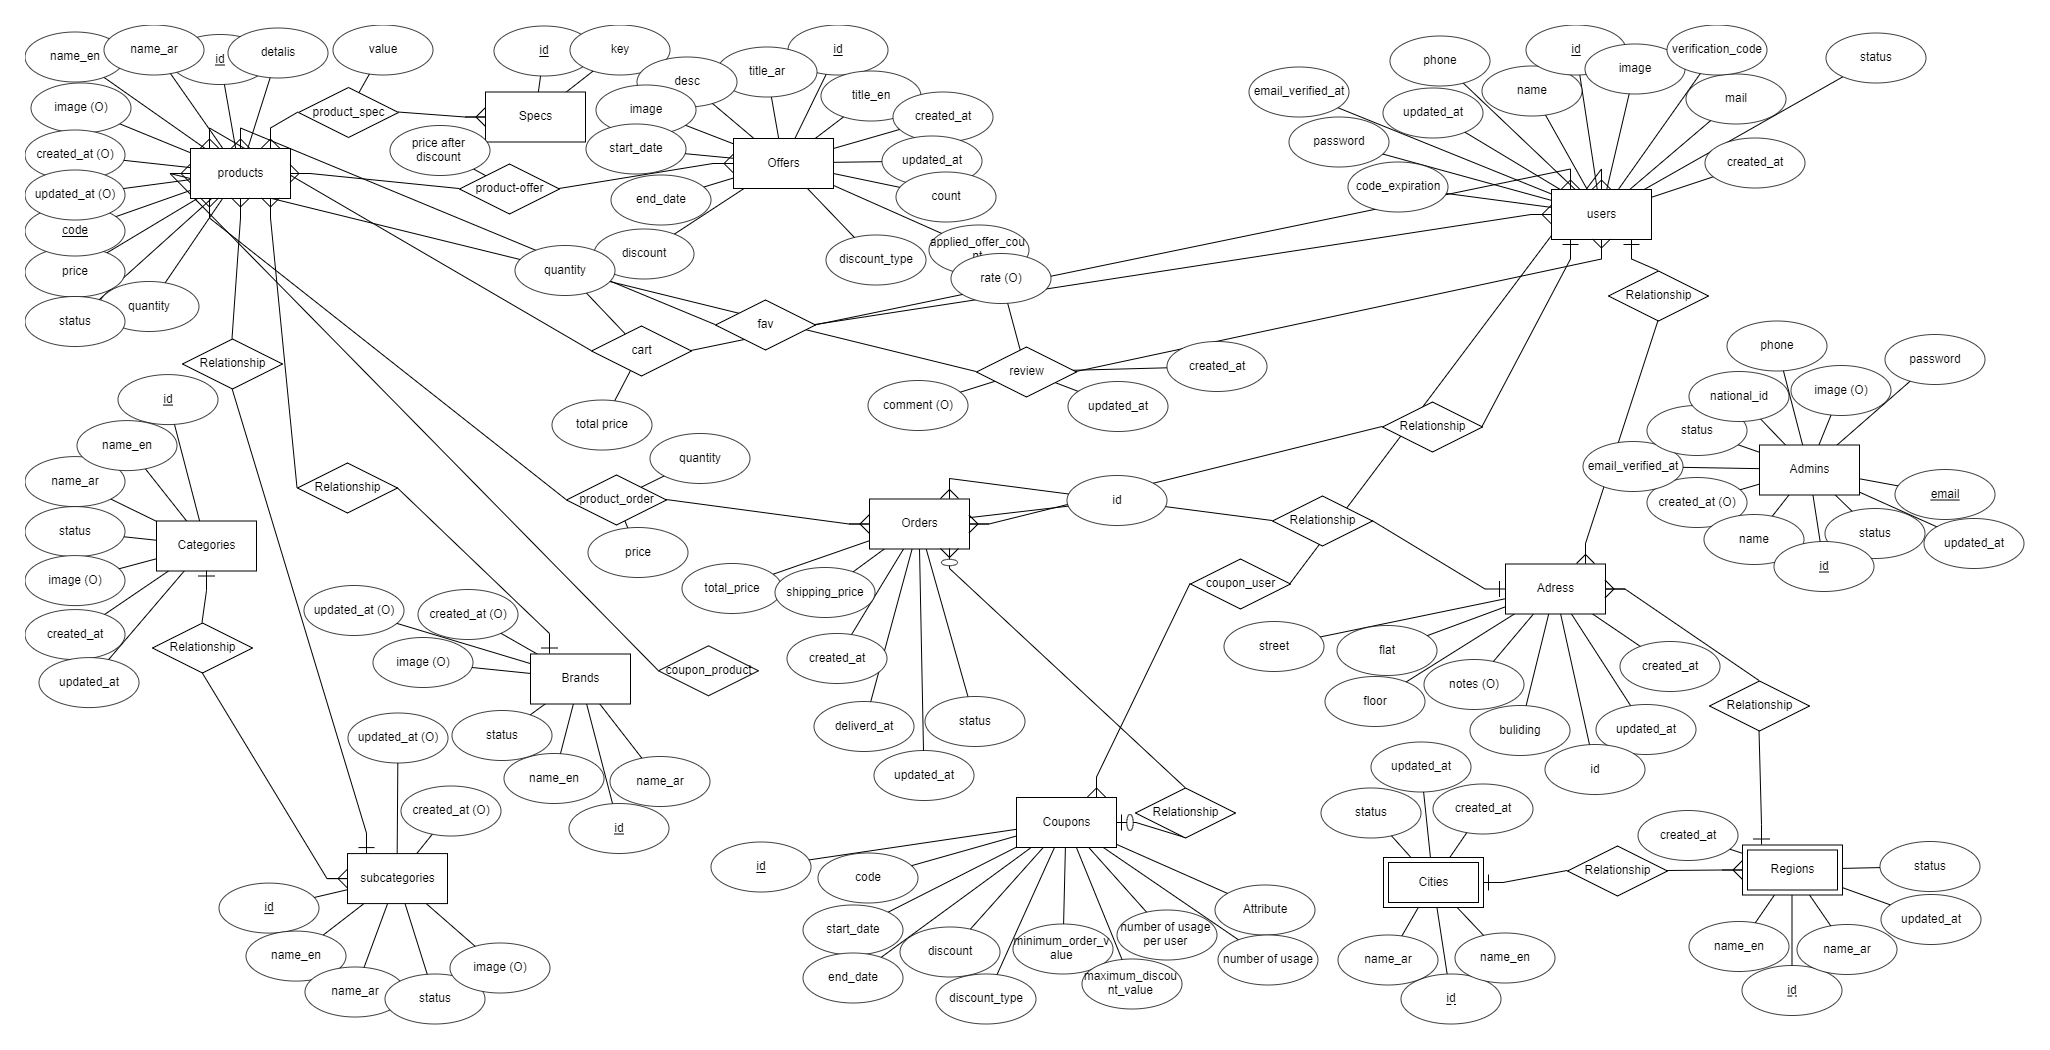 name_en
name_ar
id
detalis
value
id
key
desc
title_ar
id
phone
id
image
verification_code
status
image (O)
product_spec
Specs
image
title_en
created_at
email_verified_at
updated_at
name
mail
created_at (O)
products
price after
discount
start_date
Offers
updated_at
password
created_at
updated_at (O)
product-offer
end_date
count
code_expiration
users
code
discount
discount_type
applied_offer_cou
price
quantity
rate (O)
Relationship
status
quantity
fav
Relationship
cart
review
created_at
phone
password
id
total price
comment (O)
updated_at
Relationship
national_id
image (O)
name_en
status
name_ar
Relationship
quantity
product_order
id
email_verified_at
Admins
email
status
Categories
price
Orders
Relationship
created_at (O)
name
status
updated_at
id
image (O)
total_price
shipping_price
coupon_user
Adress
created_at
Relationship
updated_at (O)
created_at (O)
image (O)
Brands
coupon_product
created_at
street
flat
created_at
updated_at
floor
notes (O)
Relationship
status
name_en
name_ar
deliverd_at
status
buliding
updated_at
updated_at (O)
id
updated_at
updated_at
id
created_at (O)
Coupons
Relationship
status
created_at
created_at
subcategories
id
code
Cities
Relationship
Regions
status
id
name_en
name_ar
status
image (O)
start_date
end_date
discount
discount_type
minimum_order_v
alue
maximum_discou
nt_value
number of usage
per user
Attribute
number of usage
name_ar
id
name_en
name_en
id
name_ar
updated_at